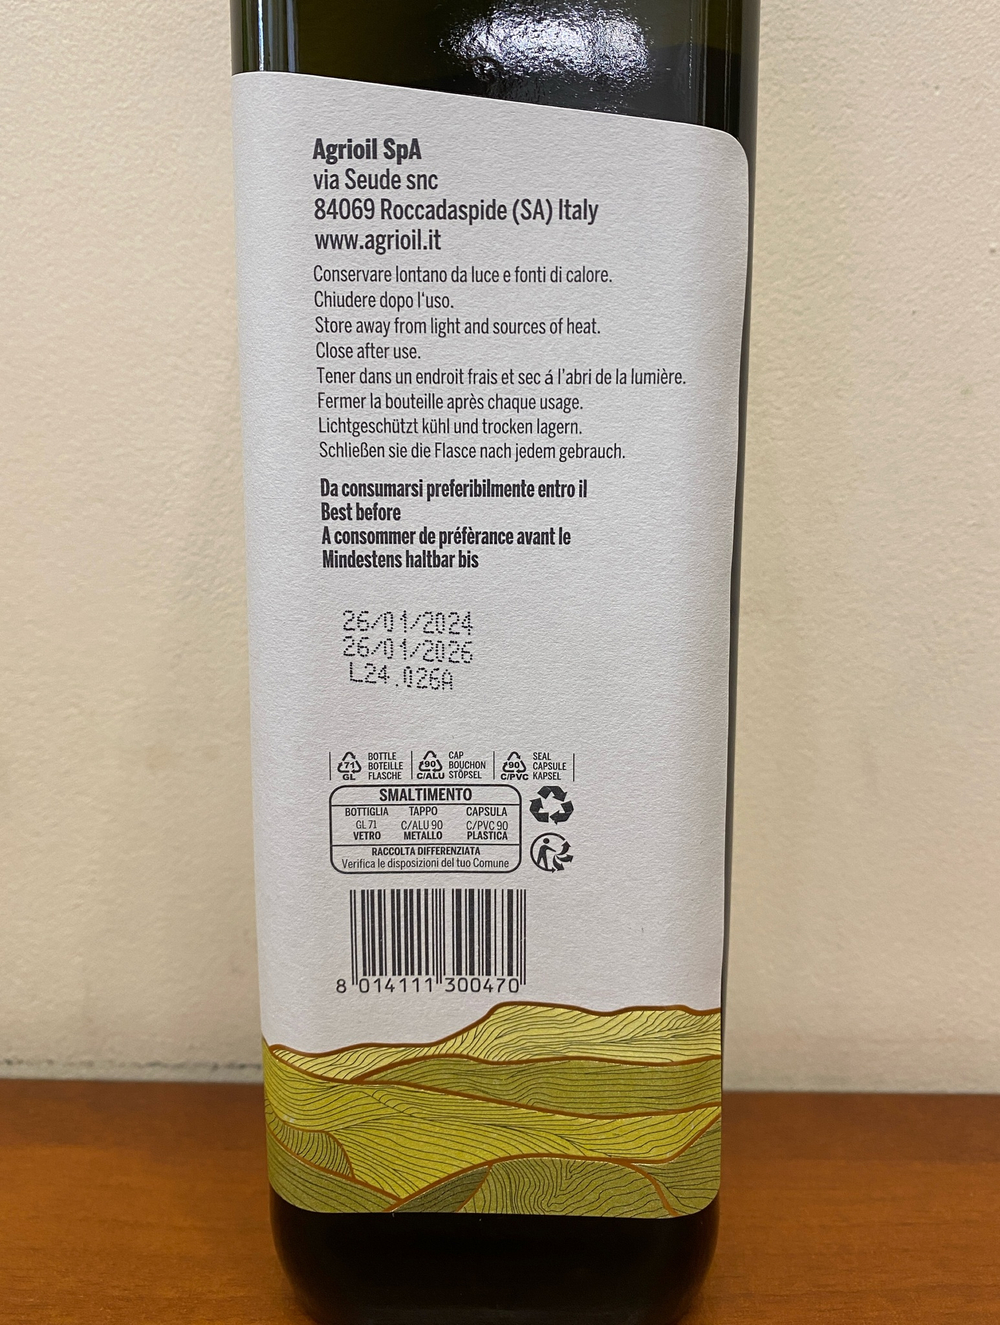 Agrioil SpA
via Seude snc
84069 Roccadaspide (SA) Italy
www.agrioil.it
Conservare lontano da luce e fonti di calore.
Chiudere dopo l'uso.
Store away from light and sources of heat.
Close after use.
Tener dans un endroit frais et sec á l'abri de la lumière.
Fermer la bouteille après chaque usage.
Lichtgeschützt kühl und trocken lagern.
Schließen sie die Flasce nach jedem gebrauch.
Da consumarsi preferibilmente entro il
Best before
A consommer de préfèrance avant le
Mindestens haltbar bis
26/01/2024
26/01/2026
L24.026A
71 GL BOTTLE BOTEILLE FLASCHE
90 C/ALU CAP BOUCHON STÖPSEL
90 C/PVC SEAL CAPSULE KAPSEL
SMALTIMENTO
BOTTIGLIA TAPPO CAPSULA
GL 71 C/ALU 90 C/PVC 90
VETRO METALLO PLASTICA
RACCOLTA DIFFERENZIATA
Verifica le disposizioni del tuo Comune
8 014111 300470